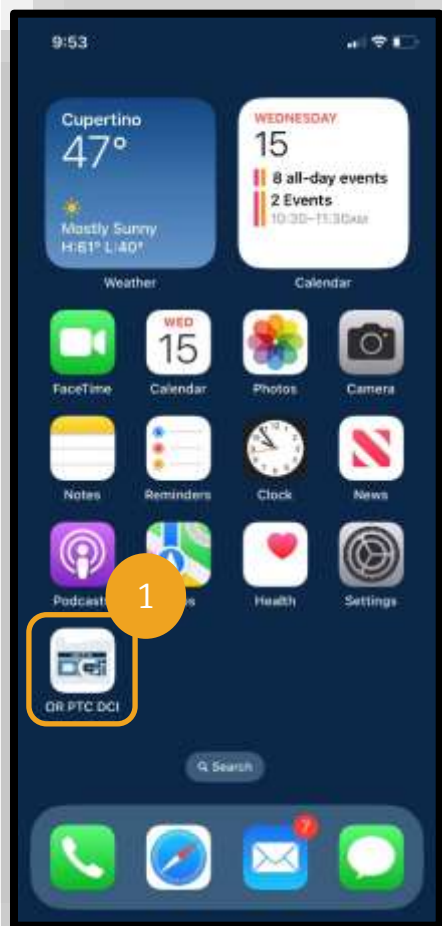 9:53
Cupertino
47°
Mostly Sunny
H:61° L:40°
Weather
WEDNESDAY
15
8 all-day events
2 Events
10:30–11:30AM
Calendar
FaceTime
WED
15
Calendar
Photos
Camera
Notes
Reminders
Clock
News
Podcasts
1
Health
Settings
DCI
OR PTC DCI
Search
7